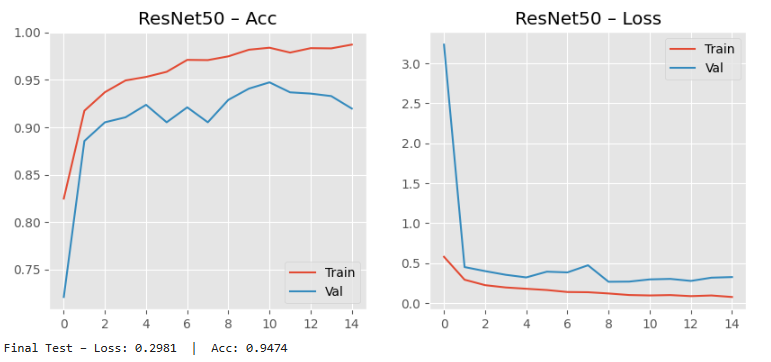 ResNet50 – Acc
1.00
0.95
0.90
0.85
0.80
0.75
0 2 4 6 8 10 12 14
Train
Val
ResNet50 – Loss
3.0
2.5
2.0
1.5
1.0
0.5
0.0
0 2 4 6 8 10 12 14
Train
Val
Final Test – Loss: 0.2981 | Acc: 0.9474